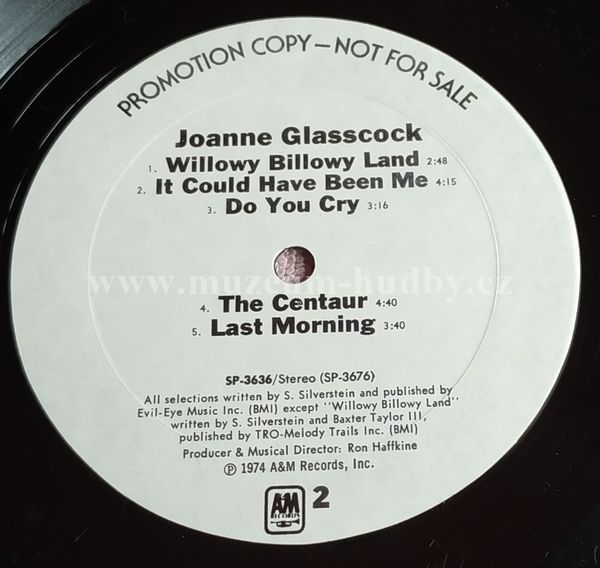 PROMOTION COPY—NOT FOR SALE
Joanne Glasscock
1. Willowy Billowy Land 2:48
2. It Could Have Been Me 4:15
3. Do You Cry 3:16
www.muzeum-hudby.cz
4. The Centaur 4:40
5. Last Morning 3:40
SP-3636/Stereo (SP-3676)
All selections written by S. Silverstein and published by
Evil-Eye Music Inc. (BMI) except "Willowy Billowy Land"
written by S. Silverstein and Baxter Taylor III,
published by TRO-Melody Trails Inc. (BMI)
Producer & Musical Director: Ron Haffkine
℗ 1974 A&M Records, Inc.
A&M RECORDS 2